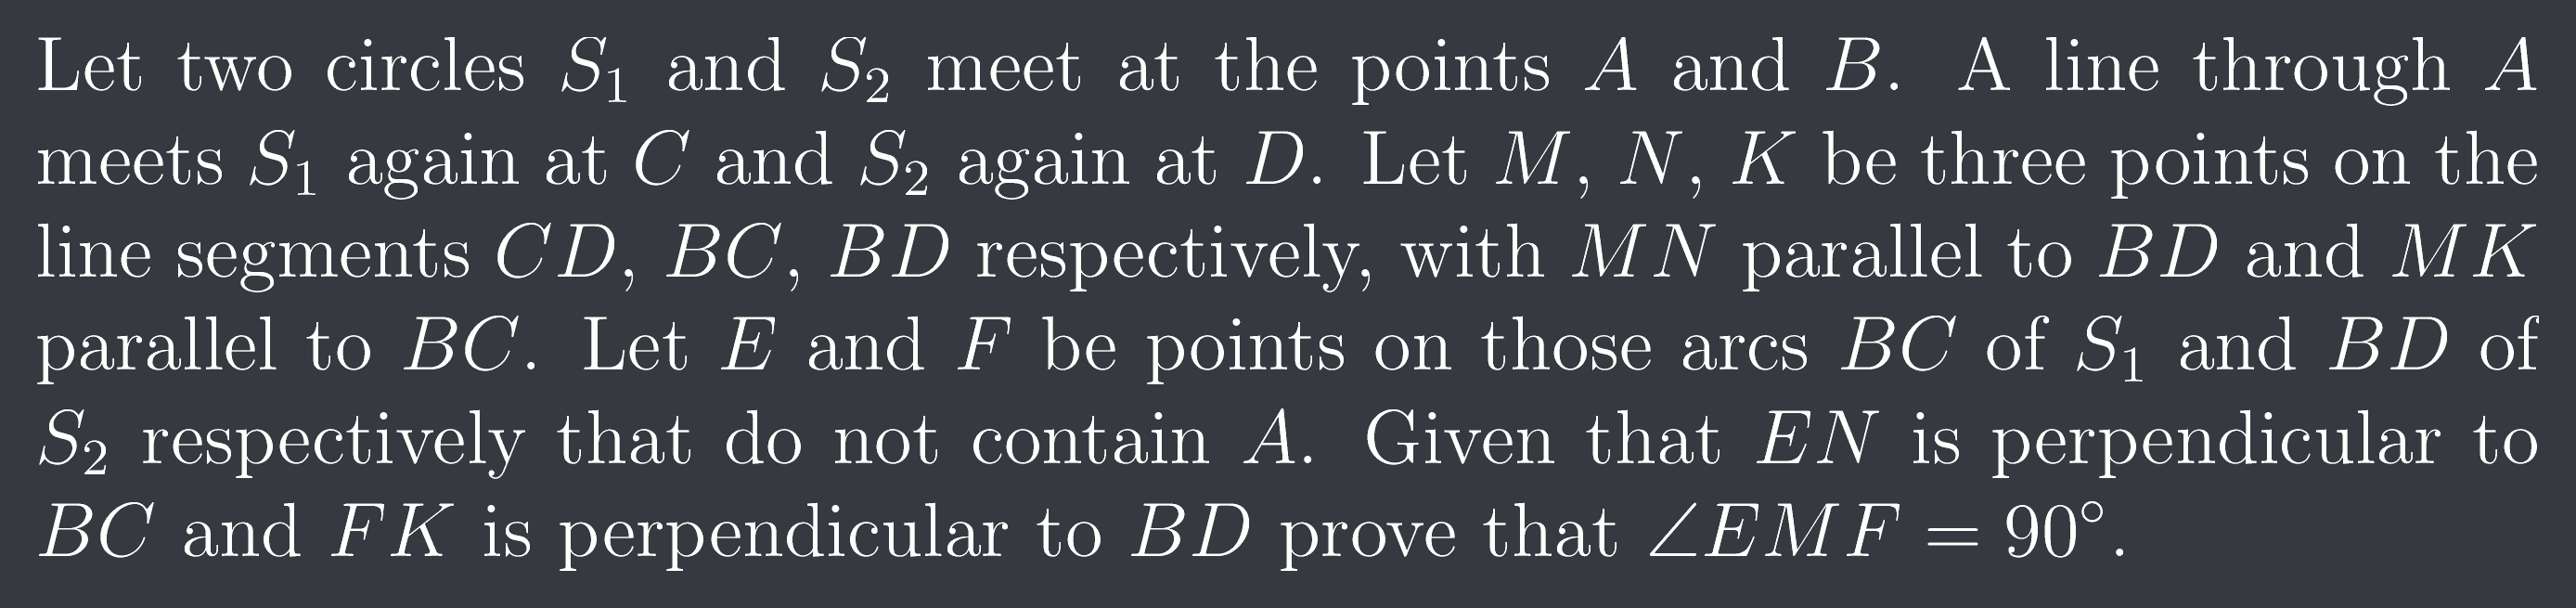 Let two circles $S_1$ and $S_2$ meet at the points $A$ and $B$. A line through $A$
meets $S_1$ again at $C$ and $S_2$ again at $D$. Let $M$, $N$, $K$ be three points on the
line segments $CD$, $BC$, $BD$ respectively, with $MN$ parallel to $BD$ and $MK$
parallel to $BC$. Let $E$ and $F$ be points on those arcs $BC$ of $S_1$ and $BD$ of
$S_2$ respectively that do not contain $A$. Given that $EN$ is perpendicular to
$BC$ and $FK$ is perpendicular to $BD$ prove that $\angle EMF = 90^\circ$.